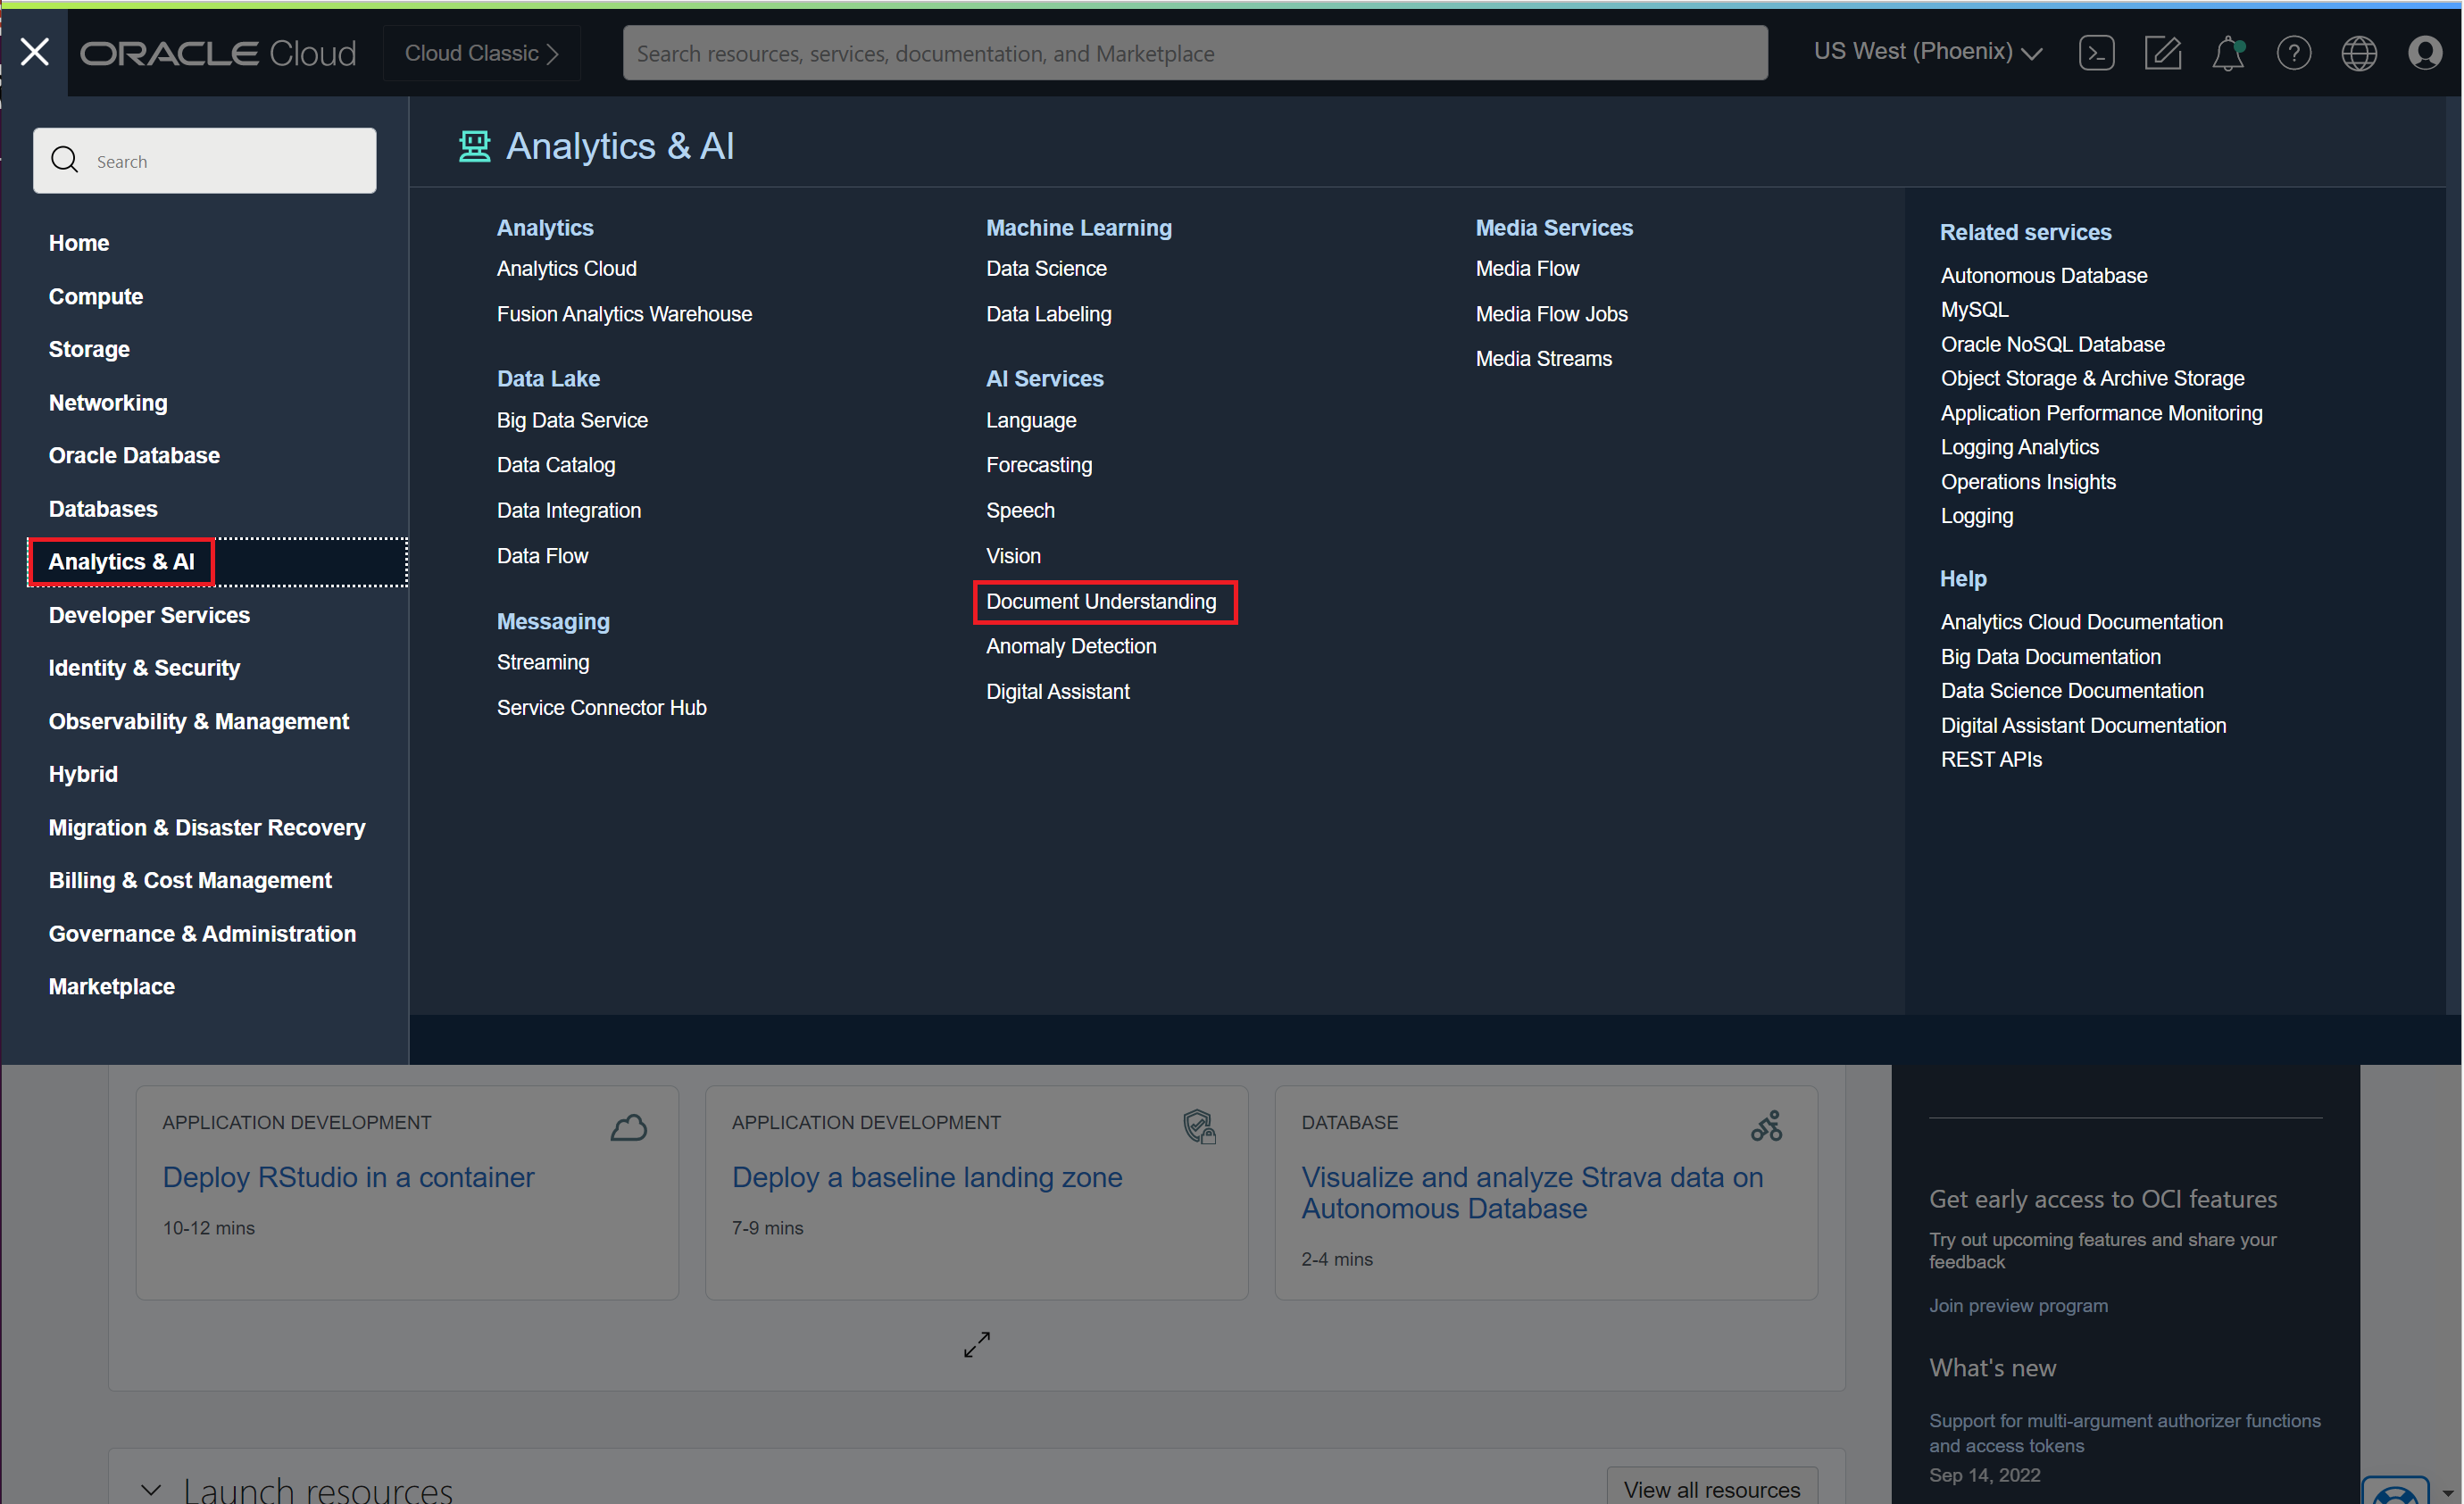 ORACLE Cloud
Cloud Classic
Search resources, services, documentation, and Marketplace
US West (Phoenix)
Search
Home
Compute
Storage
Networking
Oracle Database
Databases
Analytics & AI
Developer Services
Identity & Security
Observability & Management
Hybrid
Migration & Disaster Recovery
Billing & Cost Management
Governance & Administration
Marketplace
Analytics & AI
Analytics
Analytics Cloud
Fusion Analytics Warehouse
Data Lake
Big Data Service
Data Catalog
Data Integration
Data Flow
Messaging
Streaming
Service Connector Hub
Machine Learning
Data Science
Data Labeling
AI Services
Language
Forecasting
Speech
Vision
Document Understanding
Anomaly Detection
Digital Assistant
Media Services
Media Flow
Media Flow Jobs
Media Streams
Related services
Autonomous Database
MySQL
Oracle NoSQL Database
Object Storage & Archive Storage
Application Performance Monitoring
Logging Analytics
Operations Insights
Logging
Help
Analytics Cloud Documentation
Big Data Documentation
Data Science Documentation
Digital Assistant Documentation
REST APIs
APPLICATION DEVELOPMENT
Deploy RStudio in a container
10-12 mins
APPLICATION DEVELOPMENT
Deploy a baseline landing zone
7-9 mins
DATABASE
Visualize and analyze Strava data on
Autonomous Database
2-4 mins
Launch resources
View all resources
Get early access to OCI features
Try out upcoming features and share your
feedback
Join preview program
What's new
Support for multi-argument authorizer functions
and access tokens
Sep 14, 2022